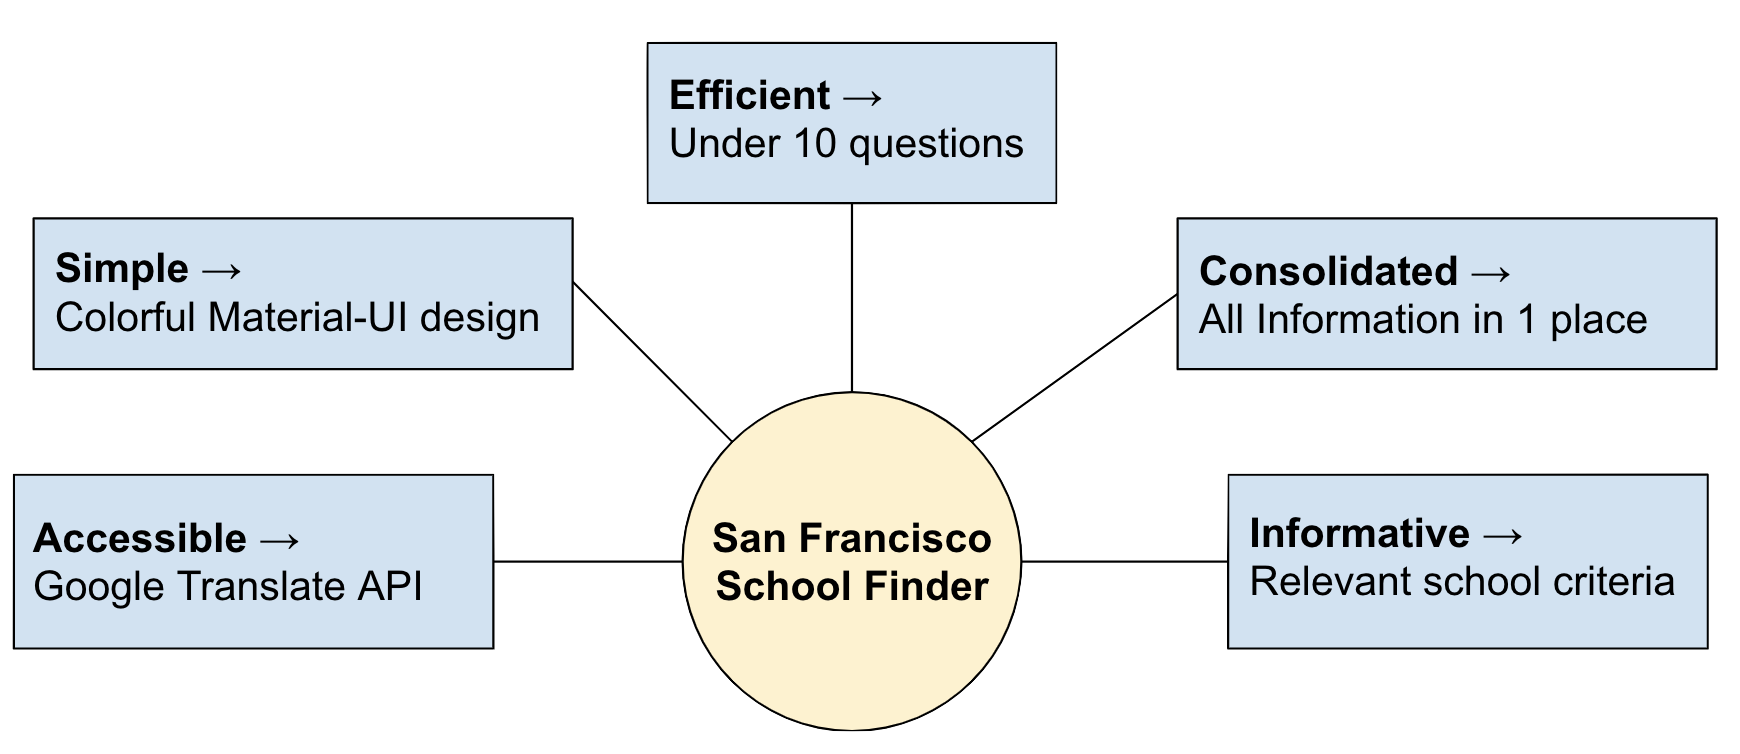 Efficient →
Under 10 questions
Simple →
Colorful Material-UI design
Consolidated →
All Information in 1 place
Accessible →
Google Translate API
San Francisco
School Finder
Informative →
Relevant school criteria